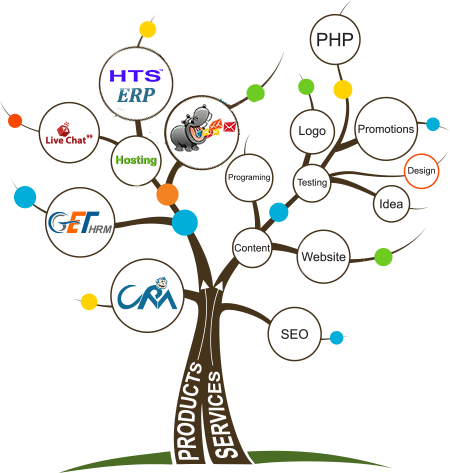 PHP
HTS™
ERP
Live Chat
Hosting
Logo
Promotions
Programing
Testing
Design
Idea
GET HRM
Content
Website
CRM
SEO
PRODUCTS
SERVICES